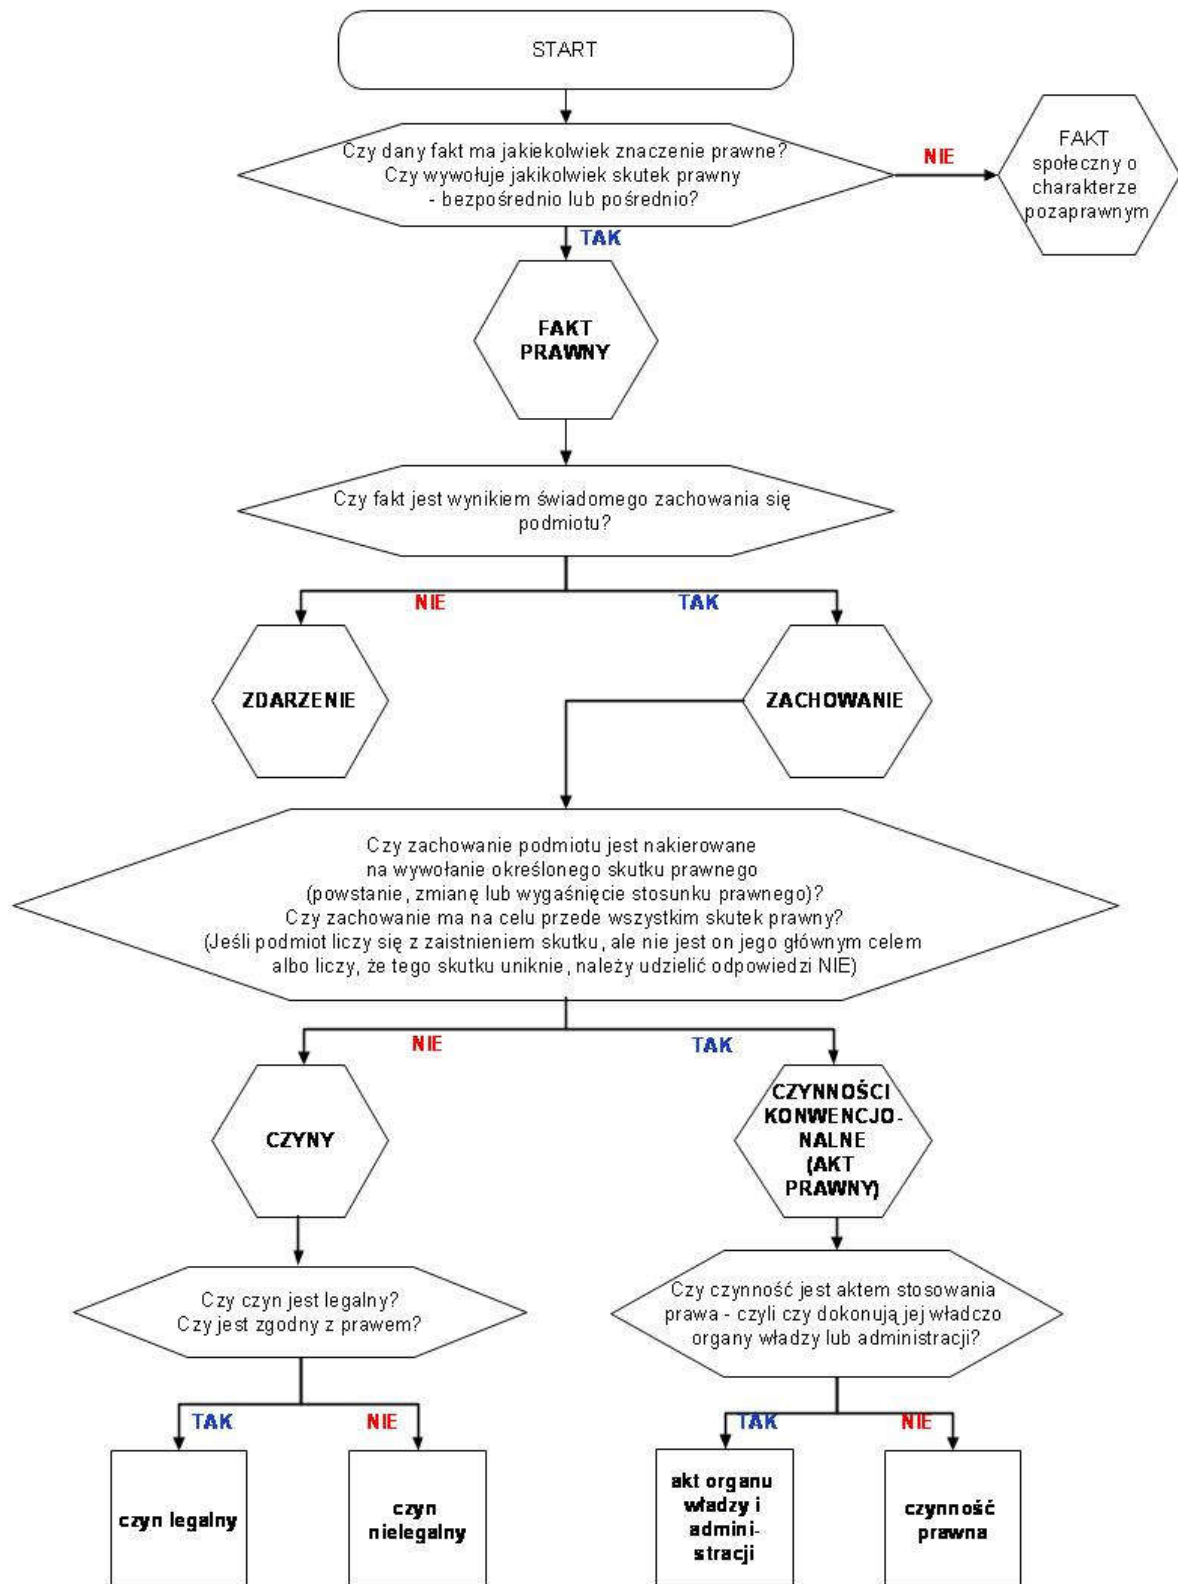 START
Czy dany fakt ma jakiekolwiek znaczenie prawne?
Czy wywołuje jakikolwiek skutek prawny
- bezpośrednio lub pośrednio?
NIE
FAKT
społeczny o
charakterze
pozaprawnym
TAK
FAKT
PRAWNY
Czy fakt jest wynikiem świadomego zachowania się
podmiotu?
NIE
TAK
ZDARZENIE
ZACHOWANIE
Czy zachowanie podmiotu jest nakierowane
na wywołanie określonego skutku prawnego
(powstanie, zmianę lub wygaśnięcie stosunku prawnego)?
Czy zachowanie ma na celu przede wszystkim skutek prawny?
(Jeśli podmiot liczy się z zaistnieniem skutku, ale nie jest on jego głównym celem
albo liczy, że tego skutku uniknie, należy udzielić odpowiedzi NIE)
NIE
TAK
CZYNY
CZYNNOŚCI
KONWENCJO-
NALNE
(AKT
PRAWNY)
Czy czyn jest legalny?
Czy jest zgodny z prawem?
Czy czynność jest aktem stosowania
prawa - czyli czy dokonują jej władczo
organy władzy lub administracji?
TAK
NIE
TAK
NIE
czyn legalny
czyn
nielegalny
akt organu
władzy i
admini-
stracji
czynność
prawna